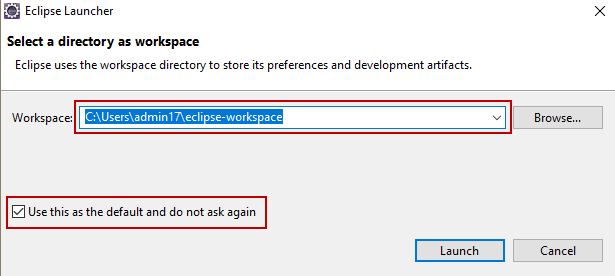 Eclipse Launcher
Select a directory as workspace
Eclipse uses the workspace directory to store its preferences and development artifacts.
Workspace: C:\Users\admin17\eclipse-workspace Browse...
Use this as the default and do not ask again
Launch Cancel